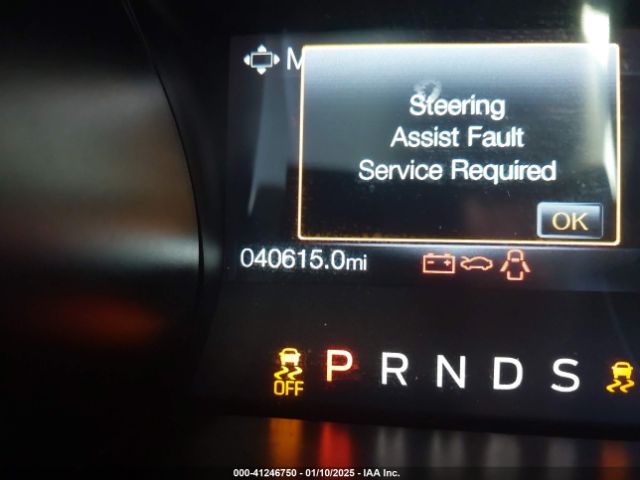 M
Steering
Assist Fault
Service Required
OK
040615.0mi
OFF P R N D S
000-41246750 - 01/10/2025 - IAA Inc.